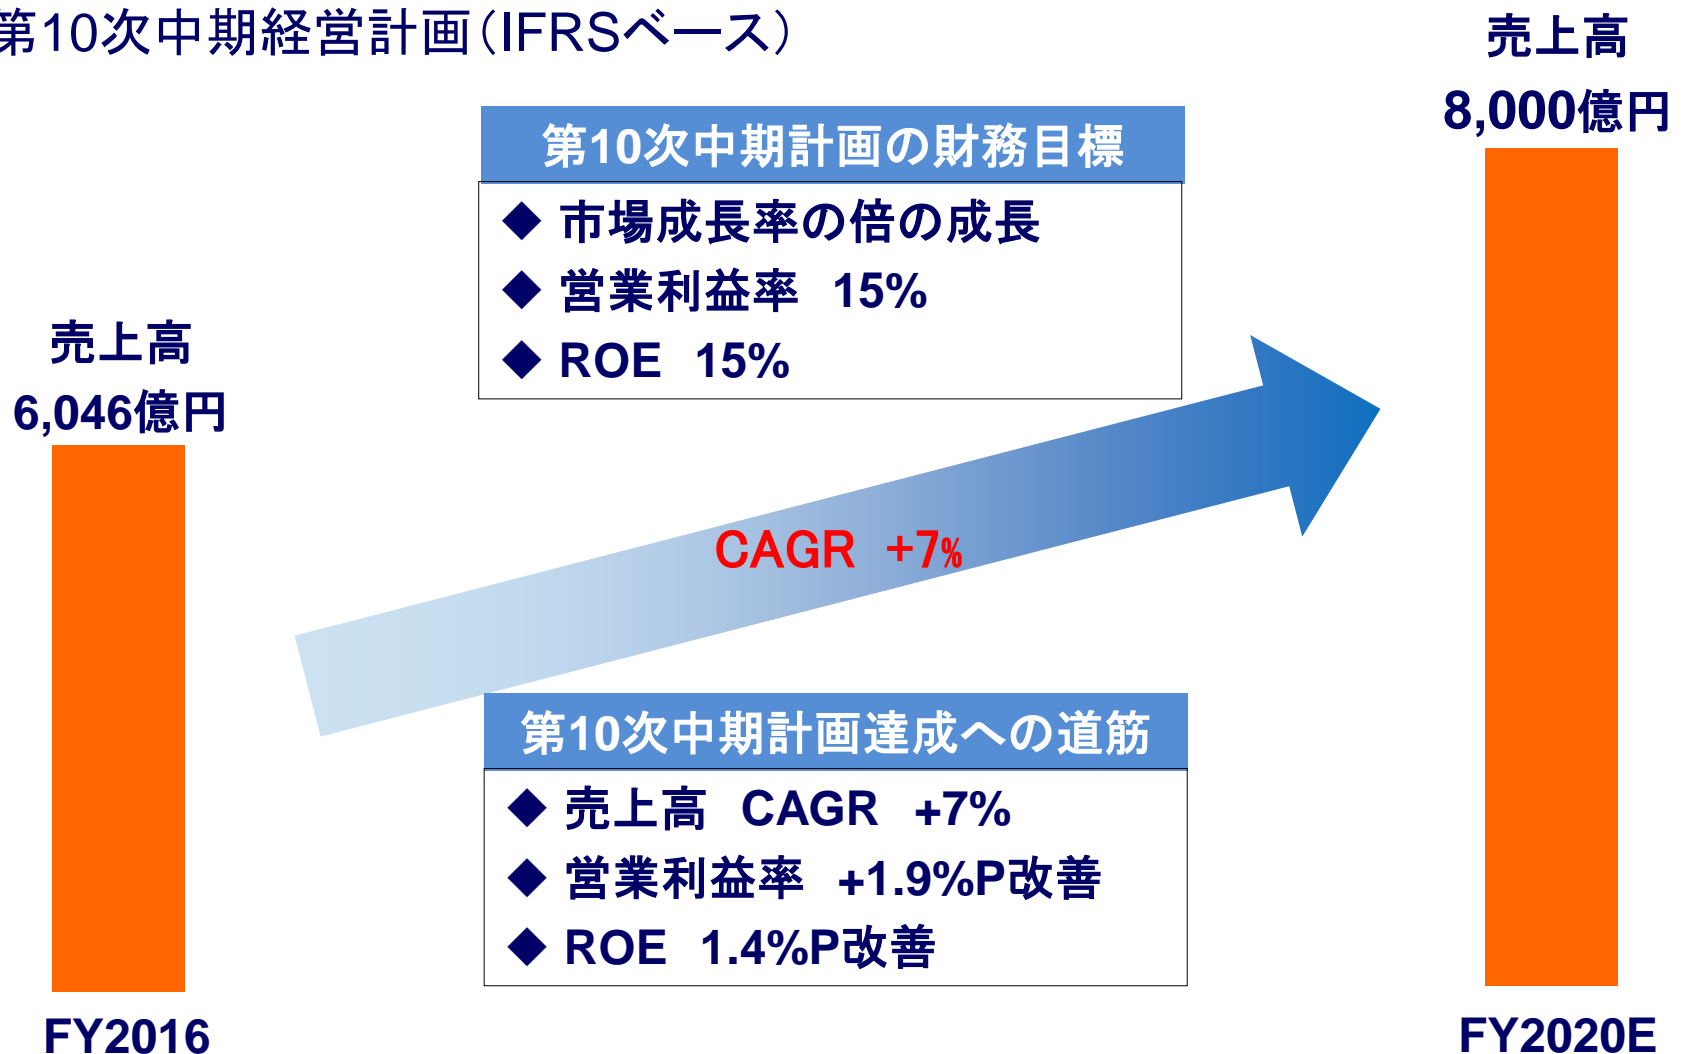 第10次中期経営計画（IFRSベース）
売上高
8,000億円
第10次中期計画の財務目標
◆ 市場成長率の倍の成長
◆ 営業利益率 15%
◆ ROE 15%
売上高
6,046億円
CAGR +7%
第10次中期計画達成への道筋
◆ 売上高 CAGR +7%
◆ 営業利益率 +1.9%P改善
◆ ROE 1.4%P改善
FY2016
FY2020E